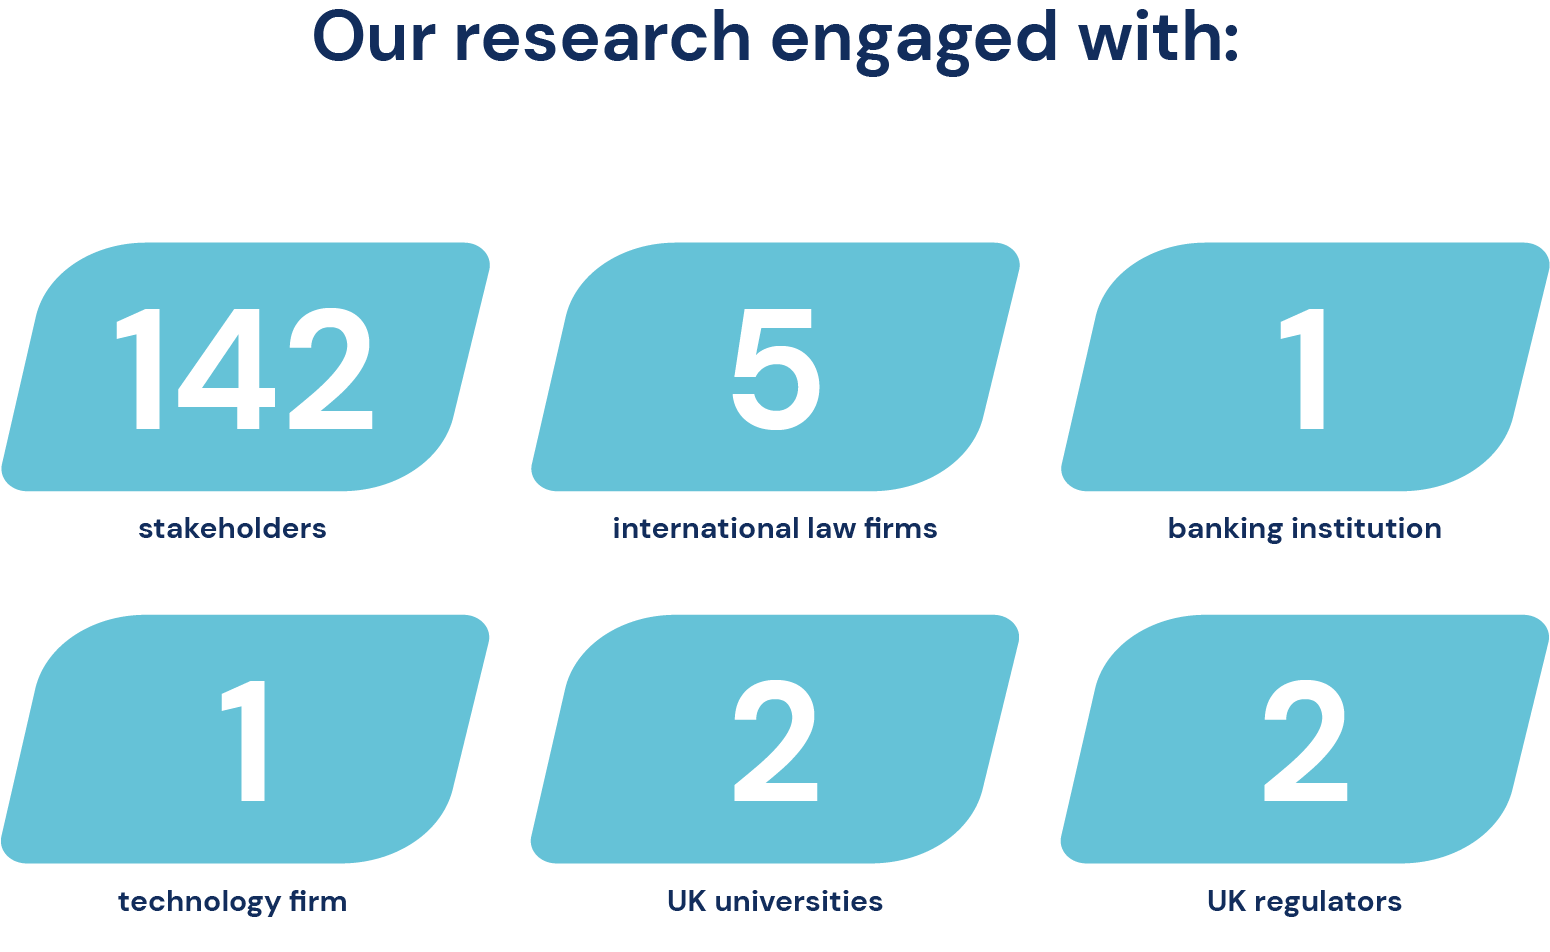 Our research engaged with:
142
stakeholders
5
international law firms
1
banking institution
1
technology firm
2
UK universities
2
UK regulators